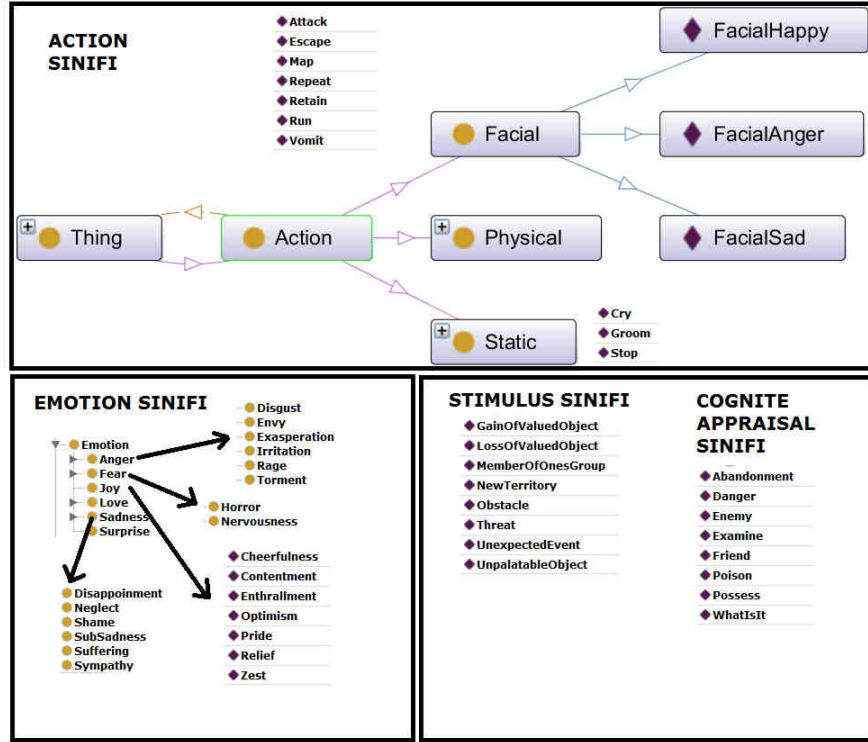 ACTION
SINIFI
Attack
Escape
Map
Repeat
Retain
Run
Vomit
FacialHappy
Facial
FacialAnger
Thing
Action
Physical
FacialSad
Static
Cry
Groom
Stop
EMOTION SINIFI
Emotion
Anger
Fear
Joy
Love
Sadness
Surprise
Disgust
Envy
Exasperation
Irritation
Rage
Torment
Horror
Nervousness
Cheerfulness
Contentment
Enthrallment
Optimism
Pride
Relief
Zest
Disappoinment
Neglect
Shame
SubSadness
Suffering
Sympathy
STIMULUS SINIFI
GainOfValuedObject
LossOfValuedObject
MemberOfOnesGroup
NewTerritory
Obstacle
Threat
UnexpectedEvent
UnpalatableObject
COGNITE
APPRAISAL
SINIFI
Abandonment
Danger
Enemy
Examine
Friend
Poison
Possess
WhatIsIt